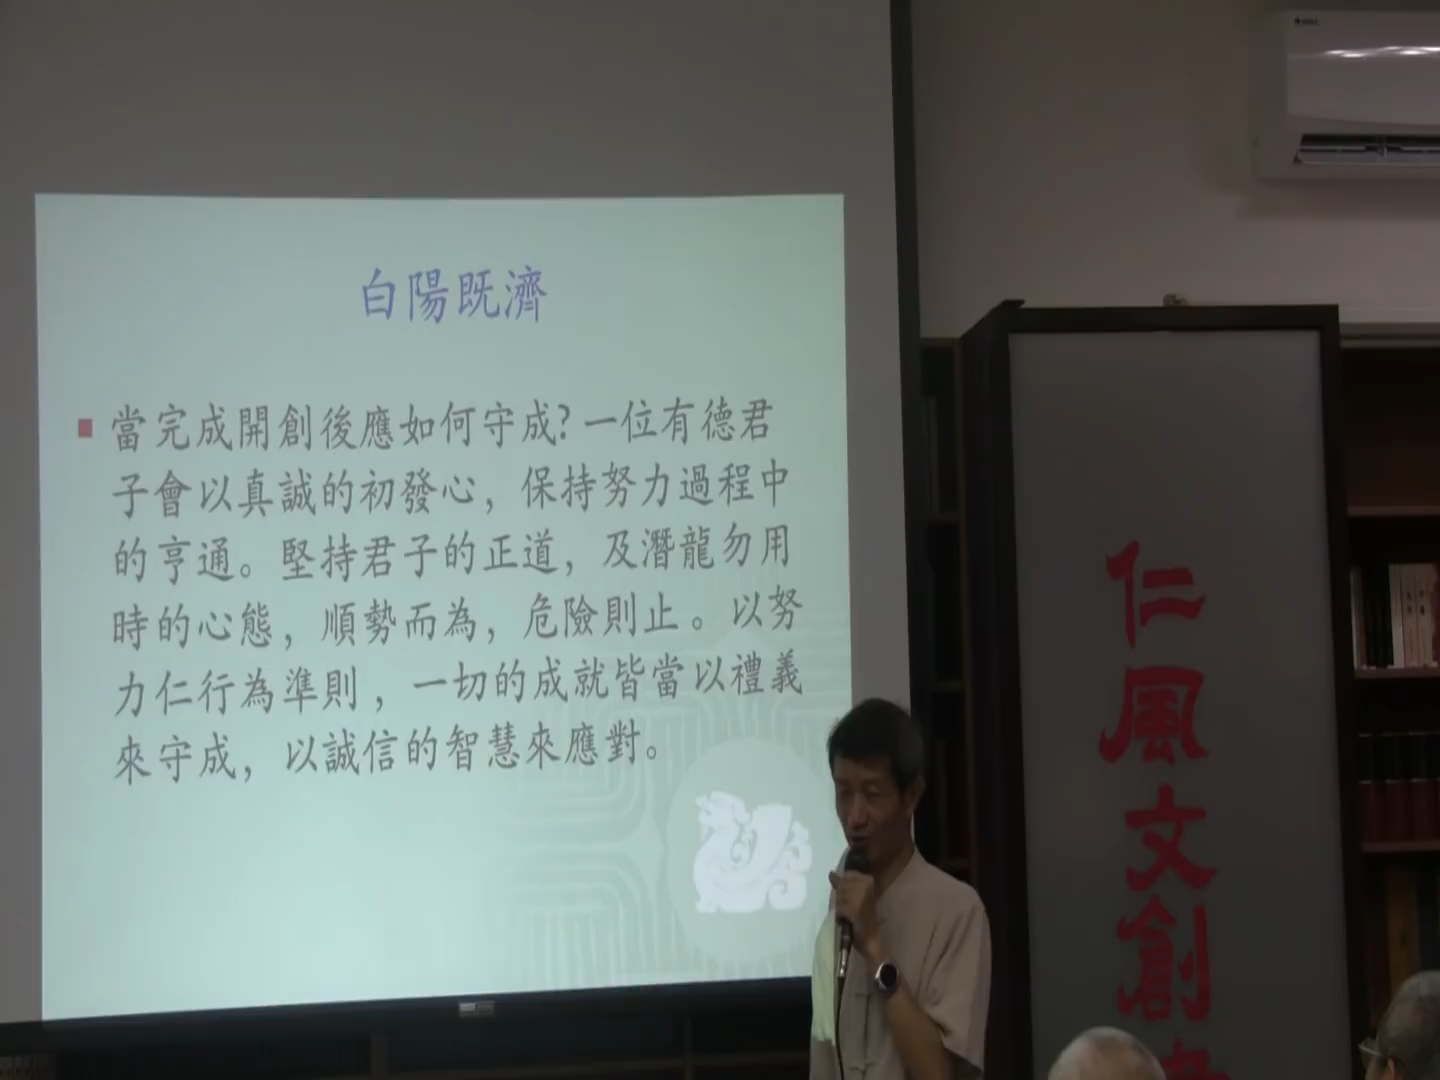 白陽既濟
當完成開創後應如何守成?一位有德君
子會以真誠的初發心，保持努力過程中
的亨通。堅持君子的正道，及潛龍勿用
時的心態，順勢而為，危險則止。以努
力仁行為準則，一切的成就皆當以禮義
來守成，以誠信的智慧來應對。
仁風文創